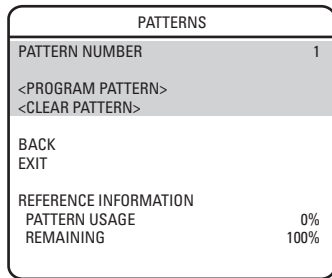 PATTERNS
PATTERN NUMBER 1
<PROGRAM PATTERN>
<CLEAR PATTERN>
BACK
EXIT
REFERENCE INFORMATION
PATTERN USAGE 0%
REMAINING 100%